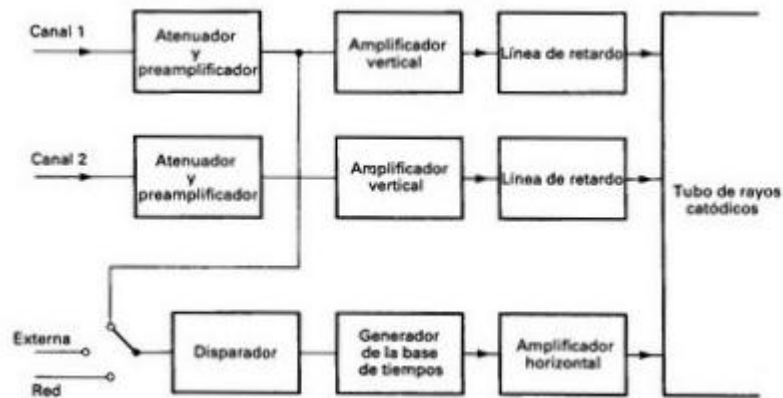 Canal 1
Atenuador
y
preamplificador
Amplificador
vertical
Línea de retardo
Canal 2
Atenuador
y
preamplificador
Amplificador
vertical
Línea de retardo
Tubo de rayos
catódicos
Externa
Red
Disparador
Generador
de la base
de tiempos
Amplificador
horizontal